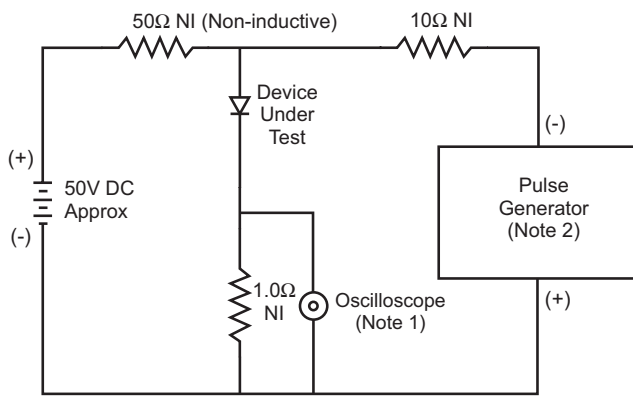 50Ω NI (Non-inductive)
10Ω NI
Device
Under
Test
(-)
(+)
50V DC
Approx
(-)
Pulse
Generator
(Note 2)
1.0Ω
NI
Oscilloscope
(Note 1)
(+)